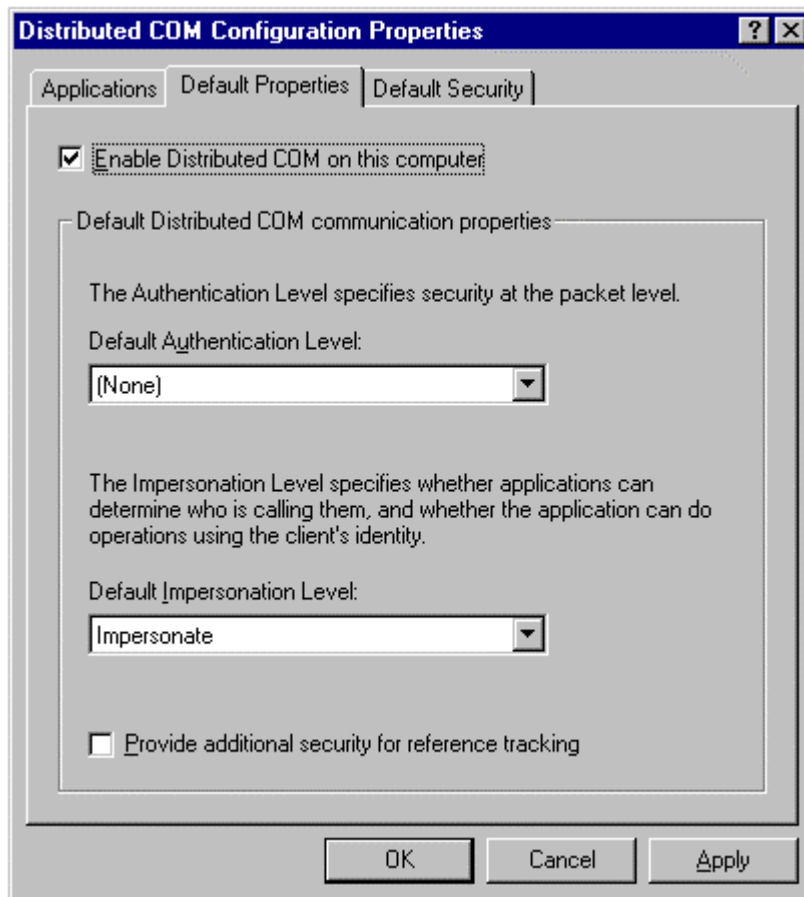 Distributed COM Configuration Properties
Applications
Default Properties
Default Security
Enable Distributed COM on this computer
Default Distributed COM communication properties
The Authentication Level specifies security at the packet level.
Default Authentication Level:
(None)
The Impersonation Level specifies whether applications can
determine who is calling them, and whether the application can do
operations using the client's identity.
Default Impersonation Level:
Impersonate
Provide additional security for reference tracking
OK
Cancel
Apply